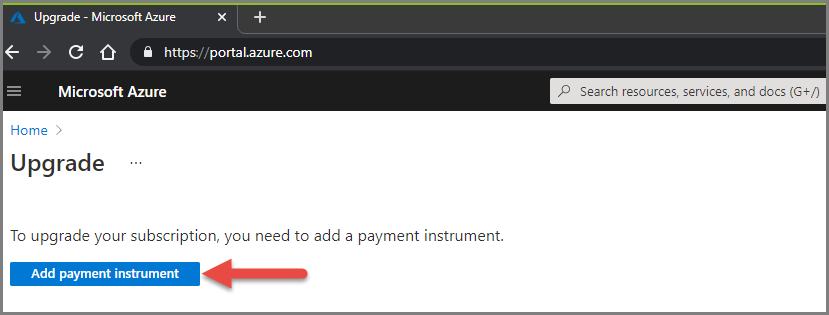 Upgrade - Microsoft Azure
https://portal.azure.com
Microsoft Azure
Search resources, services, and docs (G+/)
Home
Upgrade
To upgrade your subscription, you need to add a payment instrument.
Add payment instrument